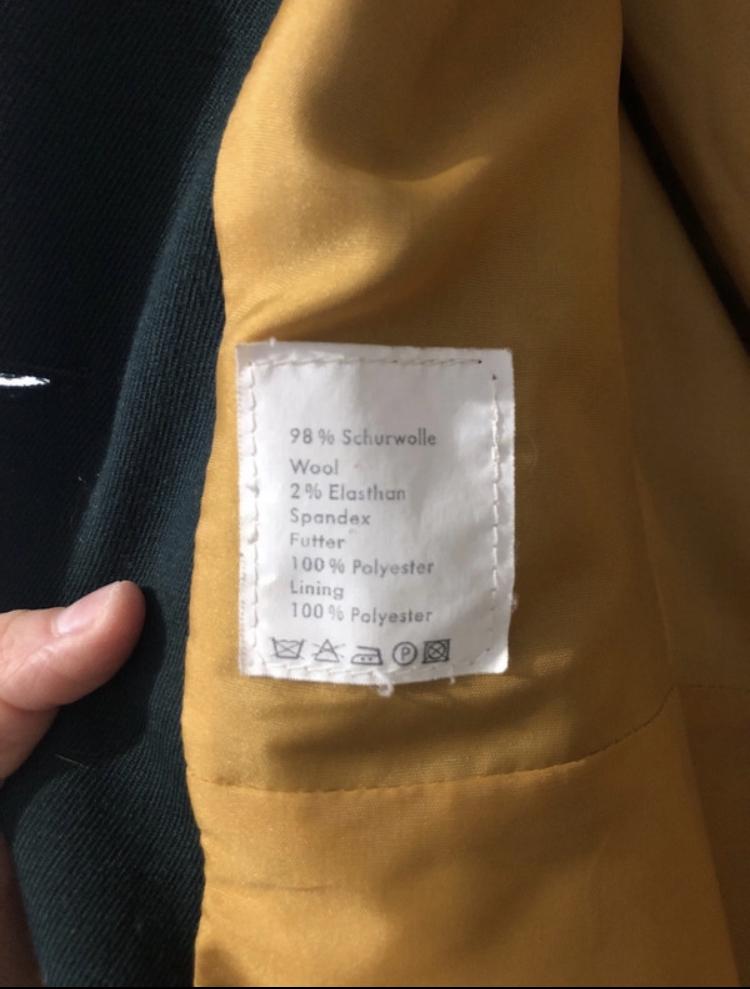 98 % Schurwolle
Wool
2 % Elasthan
Spandex
Futter
100 % Polyester
Lining
100 % Polyester
P